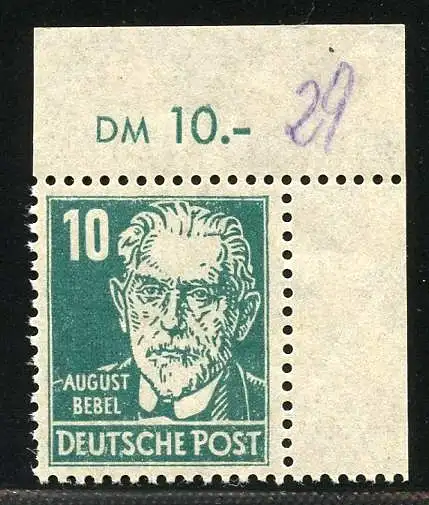 DM 10.- 29
10
AUGUST
BEBEL
DEUTSCHE POST